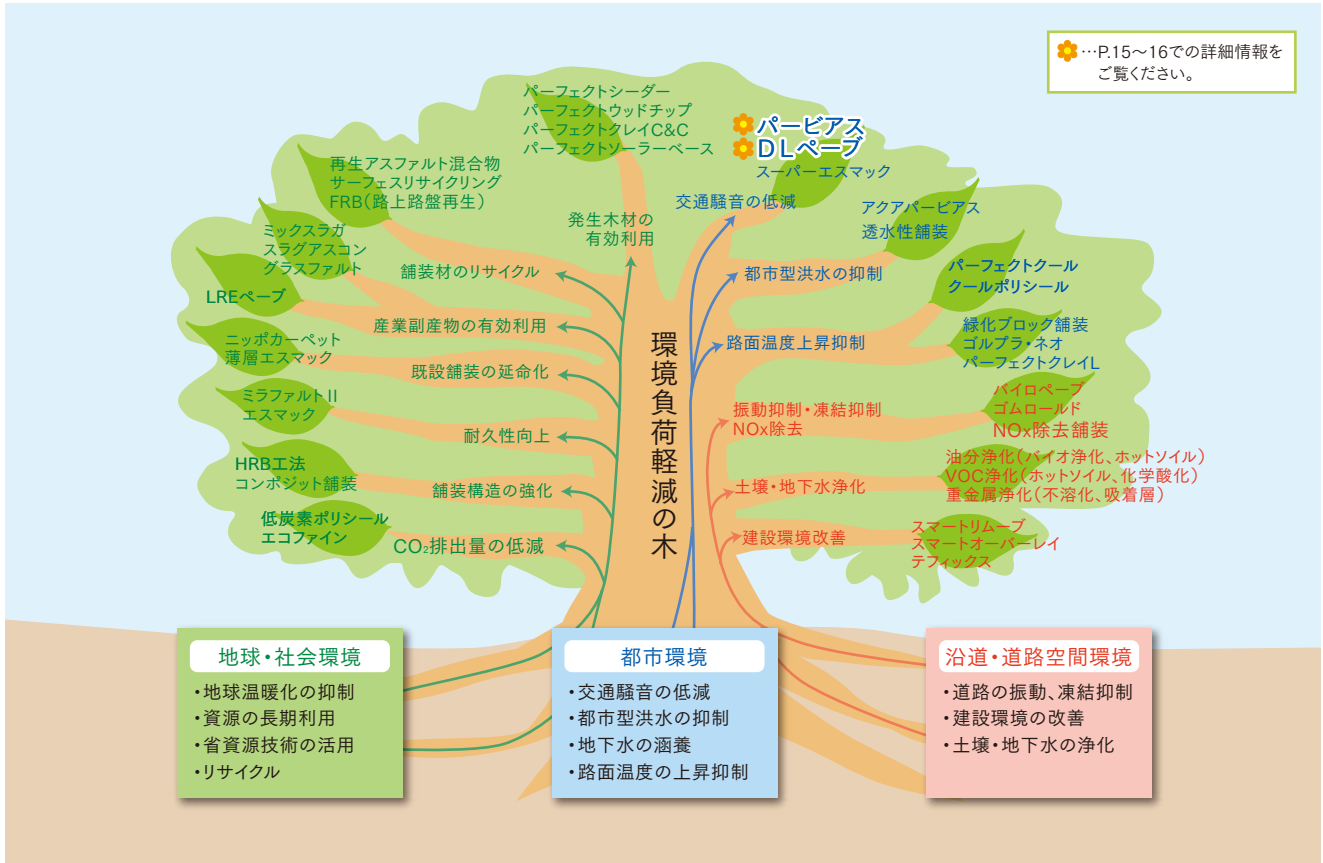 …P.15〜16での詳細情報を
ご覧ください。
パーフェクトシーダー
パーフェクトウッドチップ
パーフェクトクレイC&C
パーフェクトソーラーベース
発生木材の
有効利用
再生アスファルト混合物
サーフェスリサイクリング
FRB(路上路盤再生)
舗装材のリサイクル
ミックスラガ
スラグアスコン
グラスファルト
LREペーブ
産業副産物の有効利用
ニッポカーペット
薄層エスマック
既設舗装の延命化
ミラファルトⅡ
エスマック
耐久性向上
HRB工法
コンポジット舗装
舗装構造の強化
低炭素ポリシール
エコファイン
CO₂排出量の低減
環境負荷軽減の木
パービアス
DLペーブ
スーパーエスマック
交通騒音の低減
アクアパービアス
透水性舗装
都市型洪水の抑制
パーフェクトクール
クールポリシール
路面温度上昇抑制
緑化ブロック舗装
ゴルプラ・ネオ
パーフェクトクレイL
振動抑制・凍結抑制
NOx除去
バイロペーブ
ゴムロールド
NOx除去舗装
土壌・地下水浄化
油分浄化(バイオ浄化、ホットソイル)
VOC浄化(ホットソイル、化学酸化)
重金属浄化(不溶化、吸着層)
建設環境改善
スマートリムーブ
スマートオーバーレイ
テフィックス
地球・社会環境
・地球温暖化の抑制
・資源の長期利用
・省資源技術の活用
・リサイクル
都市環境
・交通騒音の低減
・都市型洪水の抑制
・地下水の涵養
・路面温度の上昇抑制
沿道・道路空間環境
・道路の振動、凍結抑制
・建設環境の改善
・土壌・地下水の浄化